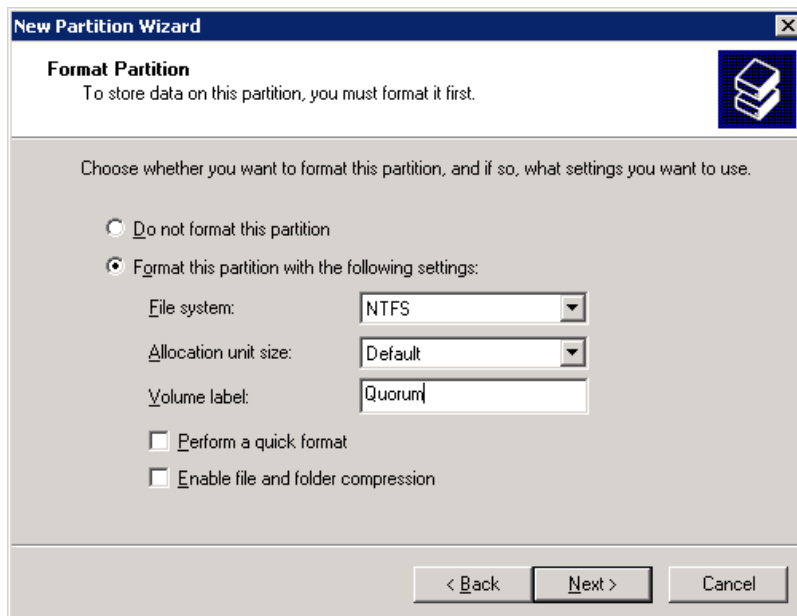 New Partition Wizard
Format Partition
To store data on this partition, you must format it first.
Choose whether you want to format this partition, and if so, what settings you want to use.
Do not format this partition
Format this partition with the following settings:
File system: NTFS
Allocation unit size: Default
Volume label: Quorum
Perform a quick format
Enable file and folder compression
< Back Next > Cancel